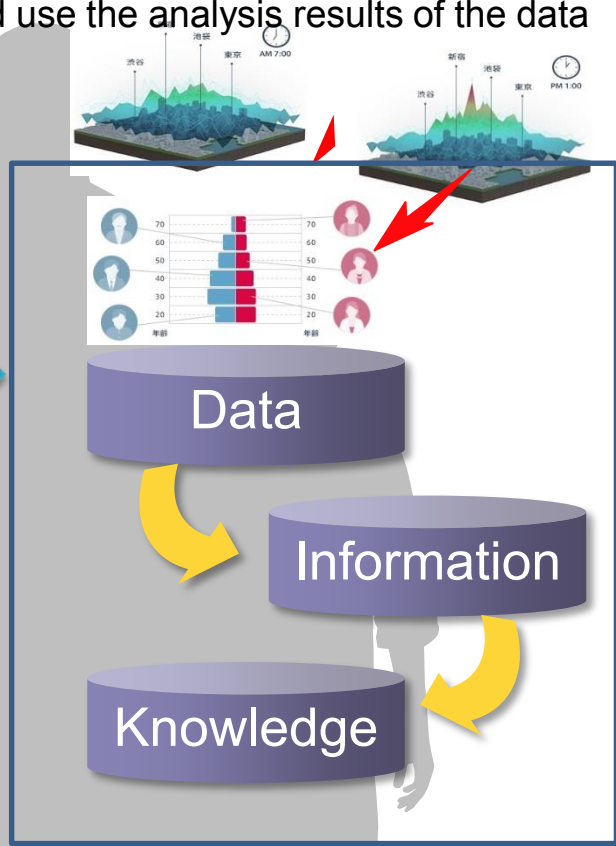 d use the analysis results of the data
池袋
東京
渋谷
AM 7:00
新宿
池袋
渋谷
東京
PM 1:00
70 70
60 60
50 50
40 40
30 30
20 20
年齢 年齢
Data
Information
Knowledge